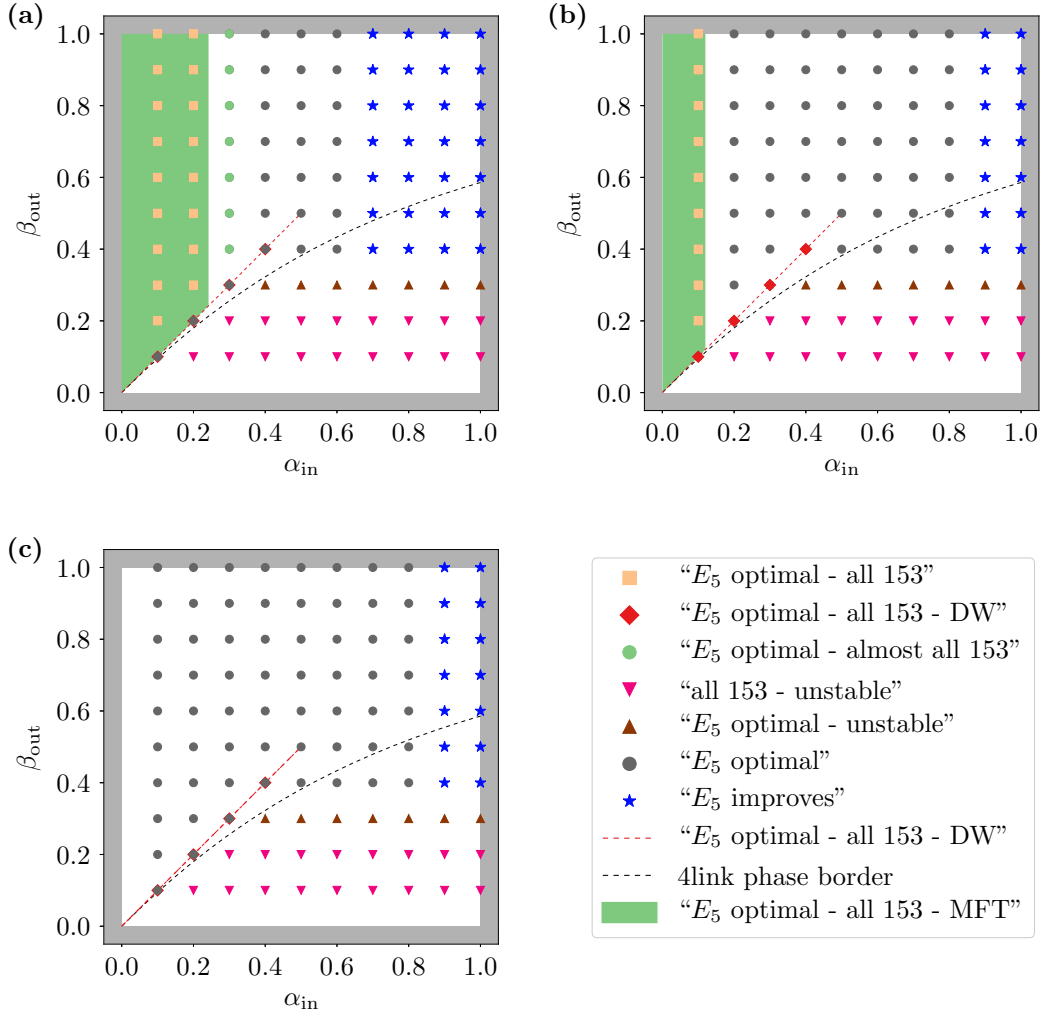 (a)
1.0
0.8
0.6
0.4
0.2
0.0
β_out
0.0 0.2 0.4 0.6 0.8 1.0
α_in
(b)
1.0
0.8
0.6
0.4
0.2
0.0
β_out
0.0 0.2 0.4 0.6 0.8 1.0
α_in
(c)
1.0
0.8
0.6
0.4
0.2
0.0
β_out
0.0 0.2 0.4 0.6 0.8 1.0
α_in
“E₅ optimal - all 153”
“E₅ optimal - all 153 - DW”
“E₅ optimal - almost all 153”
“all 153 - unstable”
“E₅ optimal - unstable”
“E₅ optimal”
“E₅ improves”
“E₅ optimal - all 153 - DW”
4link phase border
“E₅ optimal - all 153 - MFT”